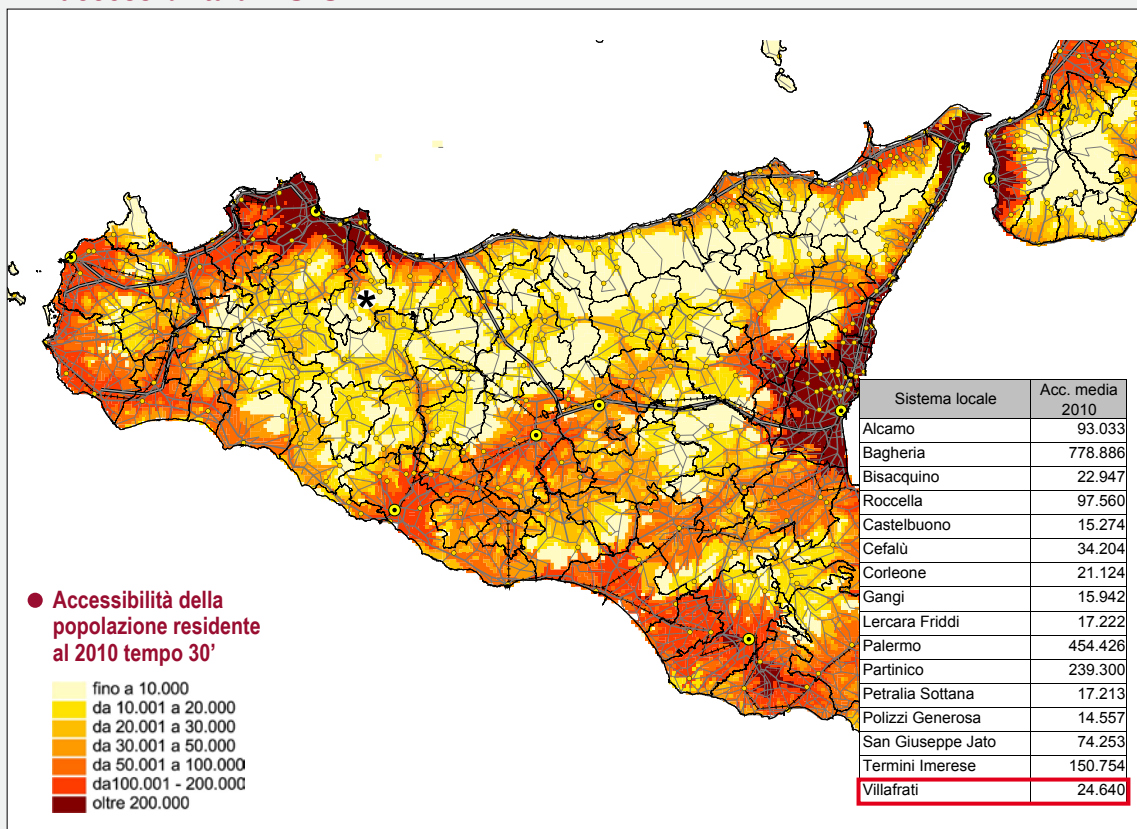 *
Sistema locale Acc. media 2010
Alcamo 93.033
Bagheria 778.886
Bisacquino 22.947
Roccella 97.560
Castelbuono 15.274
Cefalù 34.204
Corleone 21.124
Gangi 15.942
Lercara Friddi 17.222
Palermo 454.426
Partinico 239.300
Petralia Sottana 17.213
Polizzi Generosa 14.557
San Giuseppe Jato 74.253
Termini Imerese 150.754
Villafrati 24.640
Accessibilità della
popolazione residente
al 2010 tempo 30’
fino a 10.000
da 10.001 a 20.000
da 20.001 a 30.000
da 30.001 a 50.000
da 50.001 a 100.000
da100.001 - 200.000
oltre 200.000